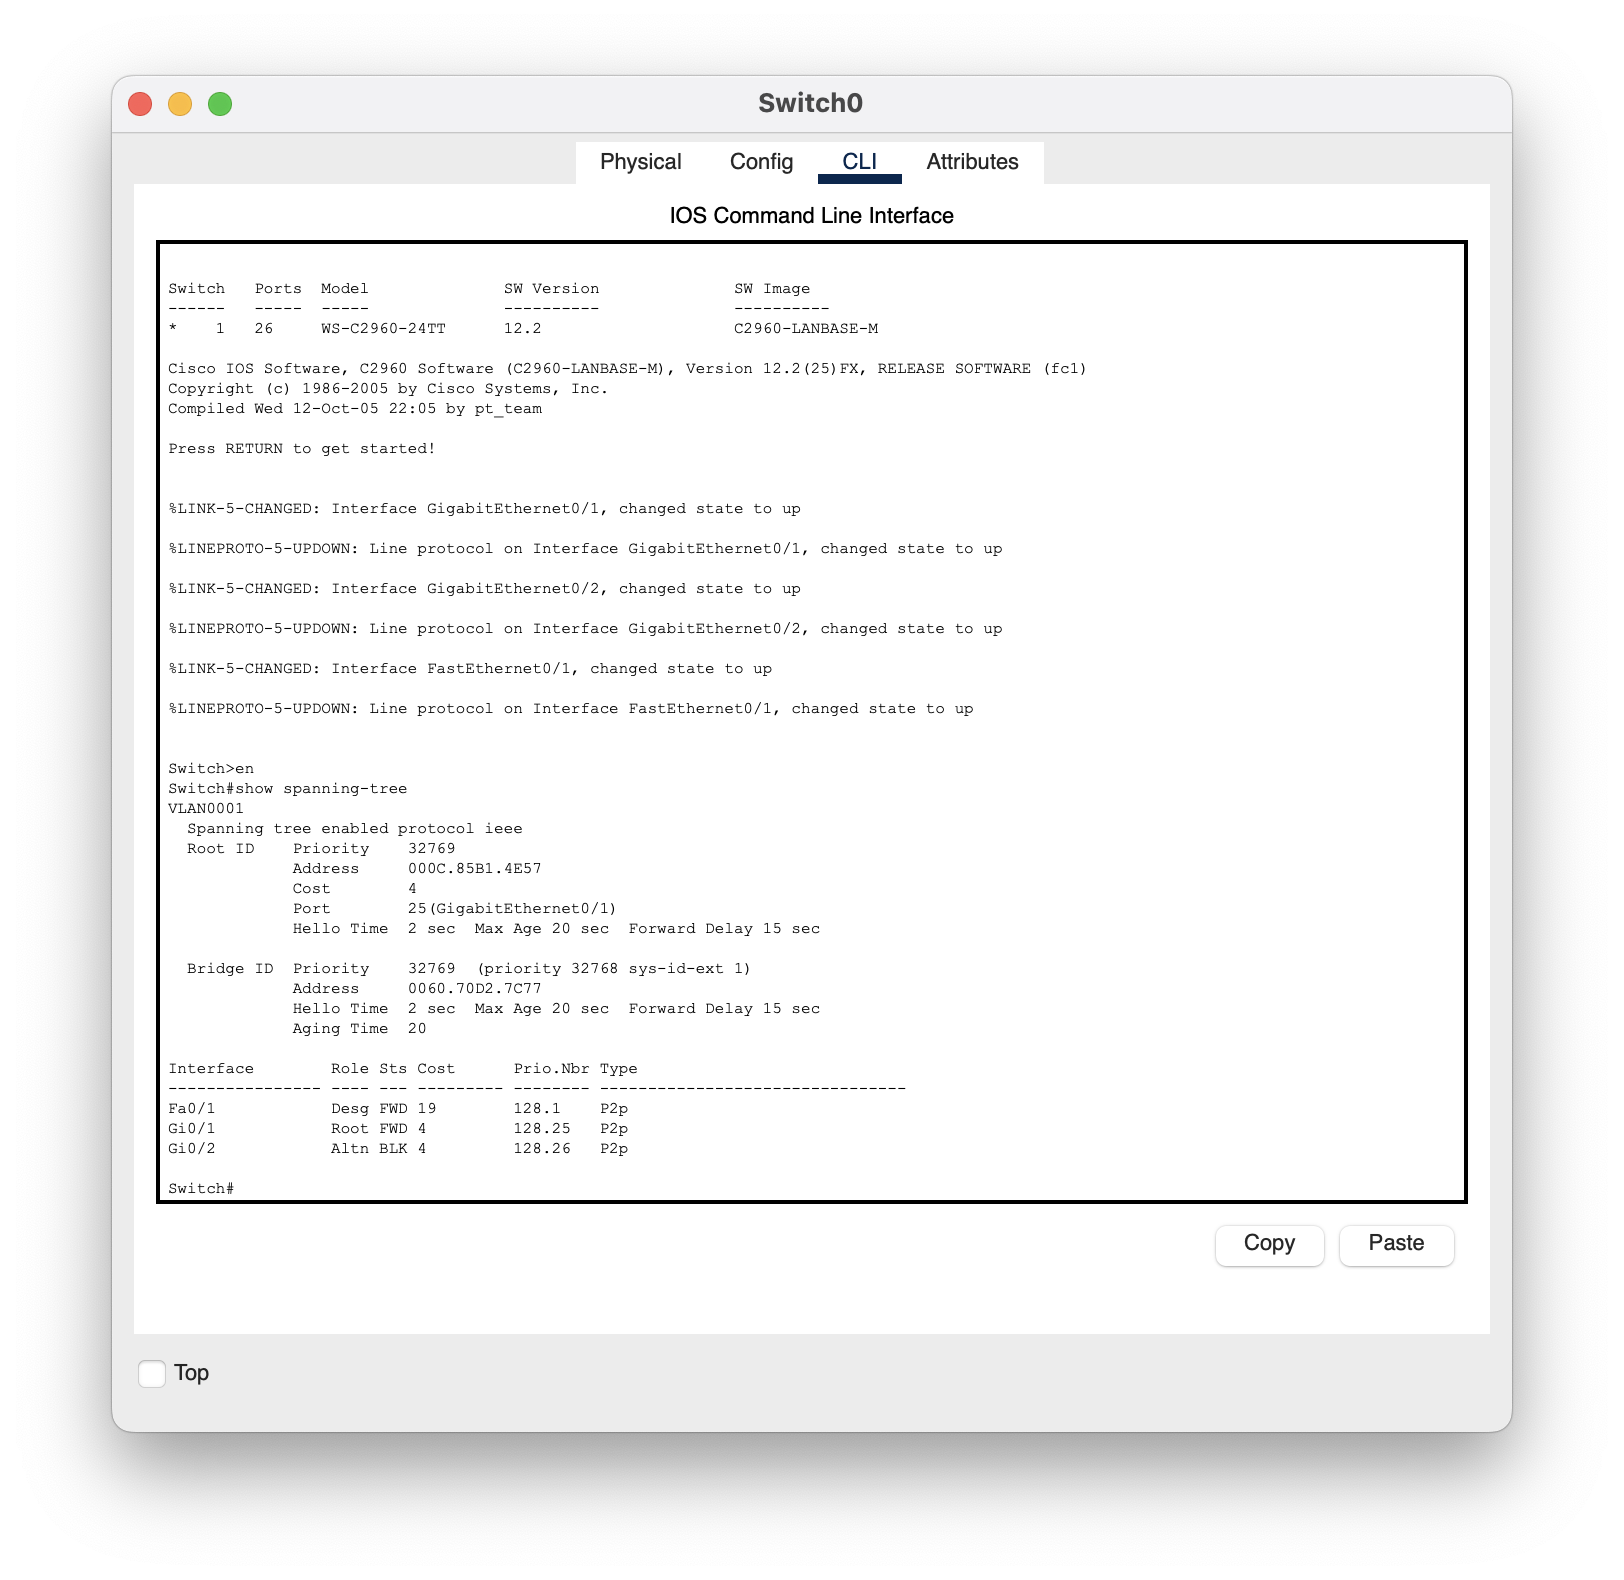 Switch0
Physical Config CLI Attributes
IOS Command Line Interface
Switch   Ports  Model              SW Version              SW Image
------   -----  -----              ----------              ----------
*    1   26     WS-C2960-24TT      12.2                    C2960-LANBASE-M
Cisco IOS Software, C2960 Software (C2960-LANBASE-M), Version 12.2(25)FX, RELEASE SOFTWARE (fc1)
Copyright (c) 1986-2005 by Cisco Systems, Inc.
Compiled Wed 12-Oct-05 22:05 by pt_team
Press RETURN to get started!
%LINK-5-CHANGED: Interface GigabitEthernet0/1, changed state to up
%LINEPROTO-5-UPDOWN: Line protocol on Interface GigabitEthernet0/1, changed state to up
%LINK-5-CHANGED: Interface GigabitEthernet0/2, changed state to up
%LINEPROTO-5-UPDOWN: Line protocol on Interface GigabitEthernet0/2, changed state to up
%LINK-5-CHANGED: Interface FastEthernet0/1, changed state to up
%LINEPROTO-5-UPDOWN: Line protocol on Interface FastEthernet0/1, changed state to up
Switch>en
Switch#show spanning-tree
VLAN0001
  Spanning tree enabled protocol ieee
  Root ID    Priority    32769
             Address     000C.85B1.4E57
             Cost        4
             Port        25(GigabitEthernet0/1)
             Hello Time  2 sec  Max Age 20 sec  Forward Delay 15 sec
  Bridge ID  Priority    32769  (priority 32768 sys-id-ext 1)
             Address     0060.70D2.7C77
             Hello Time  2 sec  Max Age 20 sec  Forward Delay 15 sec
             Aging Time  20
Interface        Role Sts Cost      Prio.Nbr Type
---------------- ---- --- --------- -------- --------------------------------
Fa0/1            Desg FWD 19        128.1    P2p
Gi0/1            Root FWD 4         128.25   P2p
Gi0/2            Altn BLK 4         128.26   P2p
Switch#
Copy Paste
Top